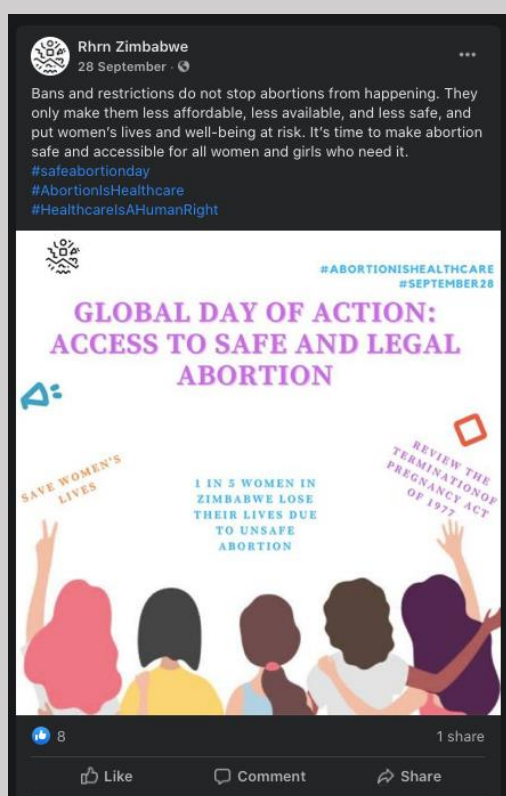 Rhrn Zimbabwe
28 September ·
Bans and restrictions do not stop abortions from happening. They
only make them less affordable, less available, and less safe, and
put women's lives and well-being at risk. It's time to make abortion
safe and accessible for all women and girls who need it.
#safeabortionday
#AbortionIsHealthcare
#HealthcareIsAHumanRight
#ABORTIONISHEALTHCARE
#SEPTEMBER28
GLOBAL DAY OF ACTION:
ACCESS TO SAFE AND LEGAL
ABORTION
SAVE WOMEN'S
LIVES
1 IN 5 WOMEN IN
ZIMBABWE LOSE
THEIR LIVES DUE
TO UNSAFE
ABORTION
REVIEW THE
TERMINATIONOF
PREGNANCY ACT
OF 1977
8
1 share
Like
Comment
Share